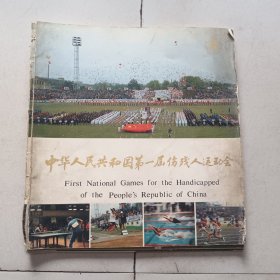 中华人民共和国第一届伤残人运动会
First National Games for the Handicapped
of the People's Republic of China